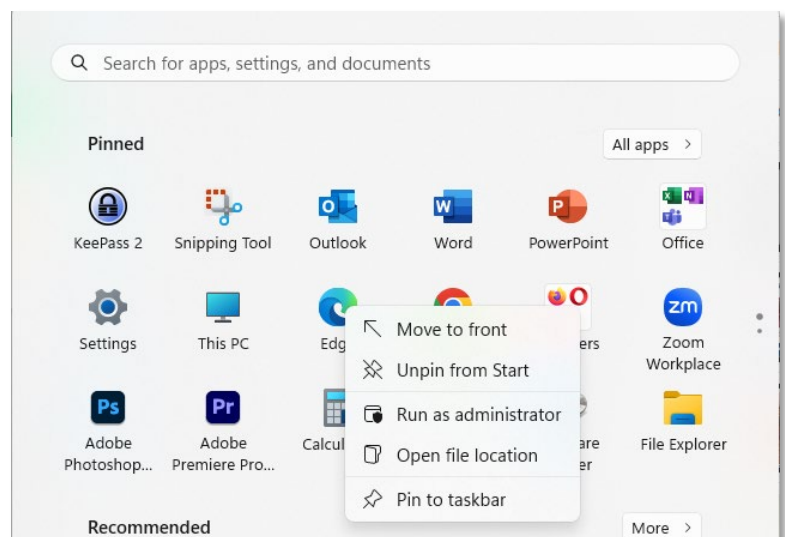 Search for apps, settings, and documents
Pinned
All apps
KeePass 2
Snipping Tool
Outlook
Word
PowerPoint
Office
Settings
This PC
Edg
ers
Zoom
Workplace
Move to front
Unpin from Start
Run as administrator
Open file location
Pin to taskbar
Adobe
Photoshop...
Adobe
Premiere Pro...
Calcul
are
er
File Explorer
Recommended
More